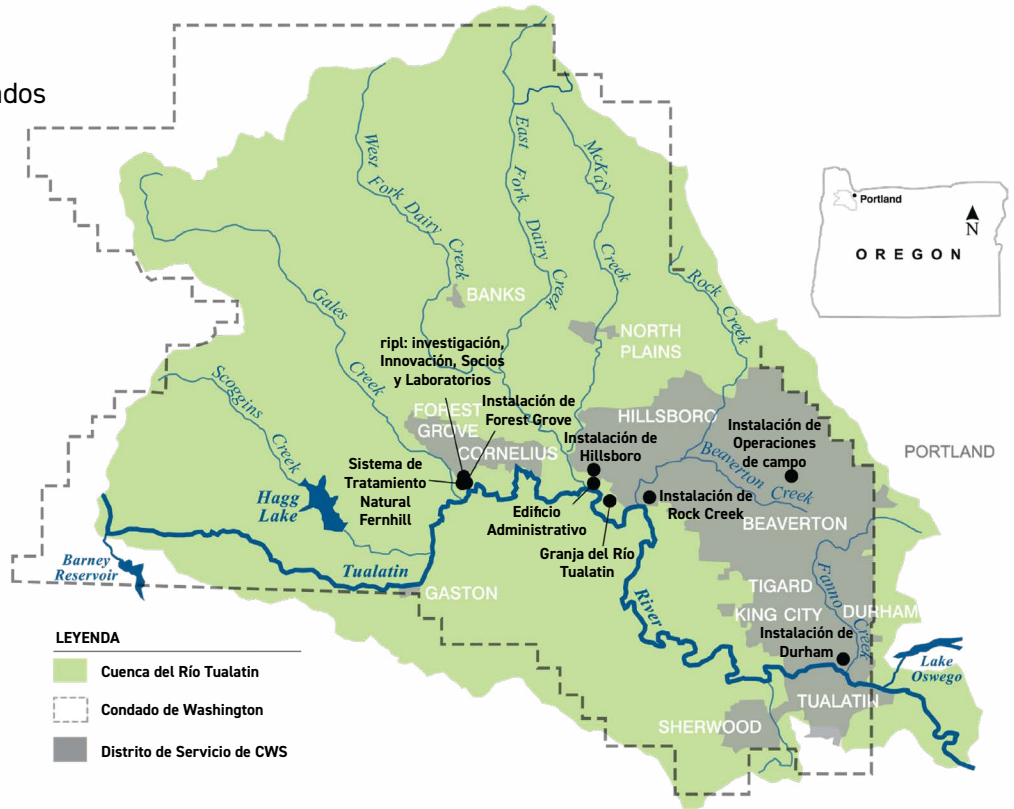 West Fork Dairy Creek
East Fork Dairy Creek
McKay Creek
Rock Creek
Portland
N
OREGON
Gales Creek
BANKS
NORTH
PLAINS
ripl: investigación,
Innovación, Socios
y Laboratorios
Scoggins Creek
FOREST
GROVE
Instalación de
Forest Grove
CORNELIUS
HILLSBORO
Instalación de
Hillsboro
Instalación de
Operaciones
de campo
PORTLAND
Beaverton Creek
Sistema de
Tratamiento
Natural
Fernhill
Hagg
Lake
Edificio
Administrativo
Instalación de
Rock Creek
BEAVERTON
Granja del Río
Tualatin
Barney
Reservoir
Tualatin River
GASTON
TIGARD
KING CITY
DURHAM
Fanno Creek
Instalación de
Durham
Lake
Oswego
TUALATIN
SHERWOOD
LEYENDA
Cuenca del Río Tualatin
Condado de Washington
Distrito de Servicio de CWS